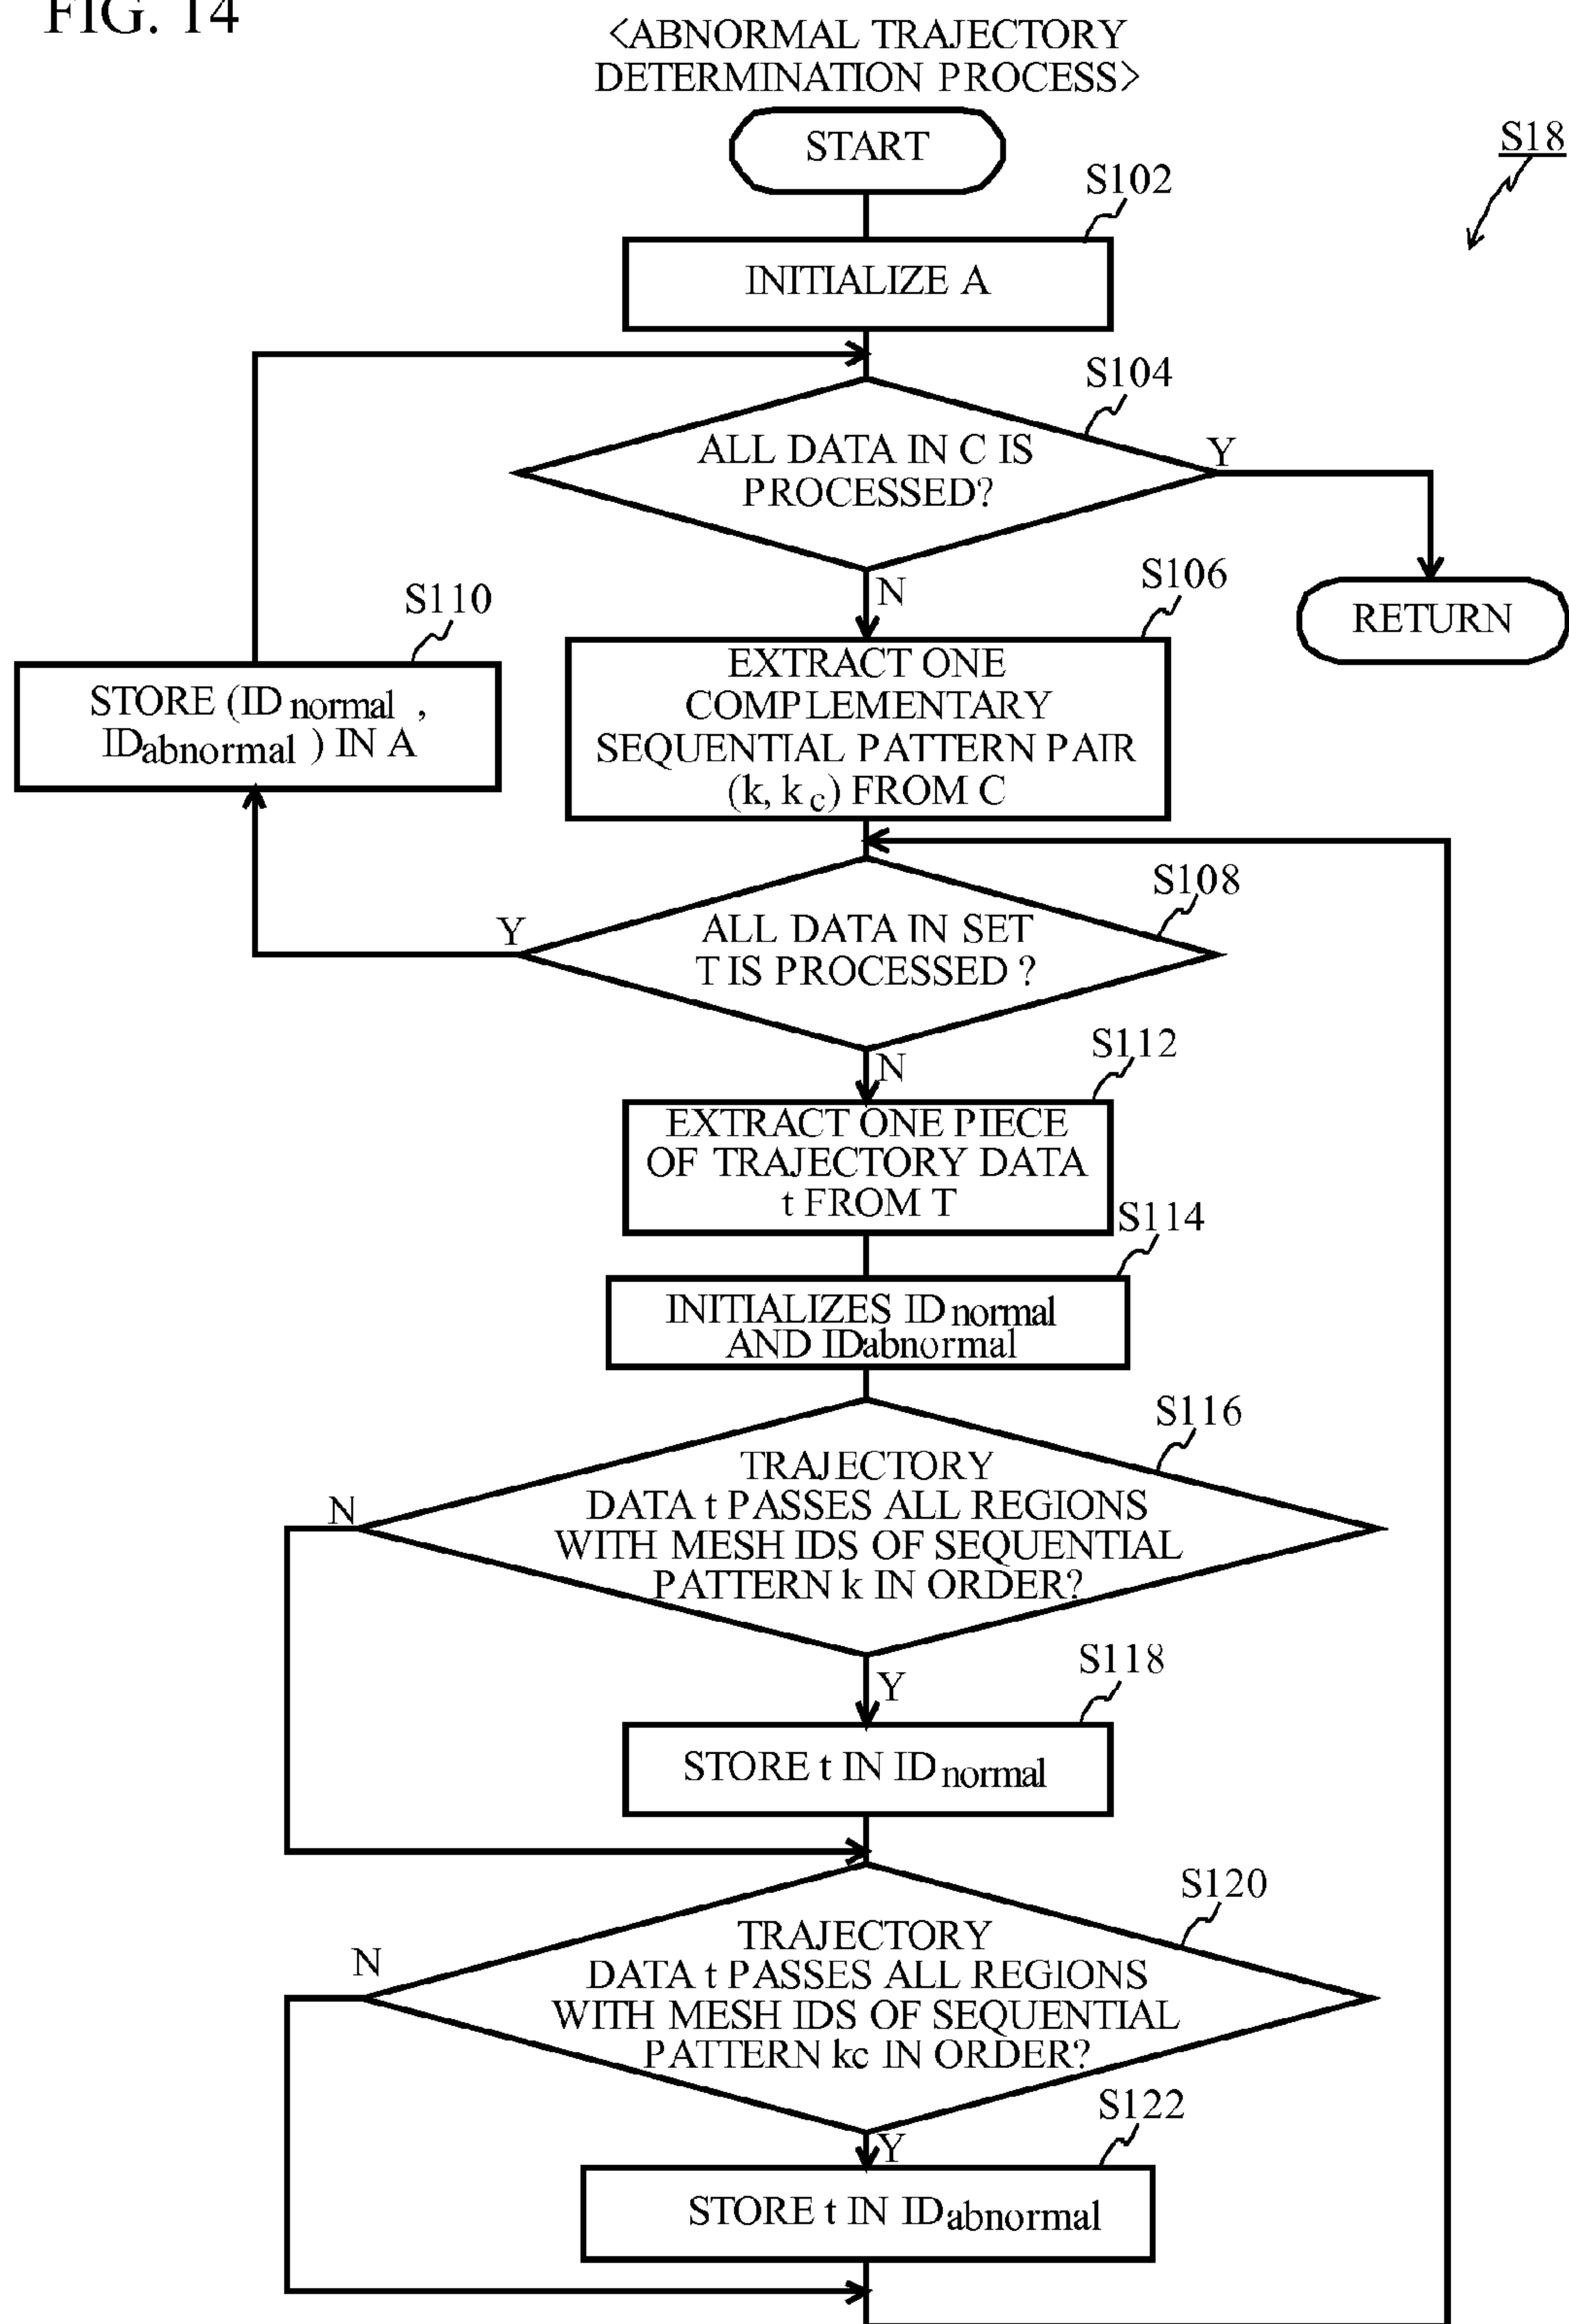 FIG. 14
<ABNORMAL TRAJECTORY
DETERMINATION PROCESS>
START
S18
S102
INITIALIZE A
S104
ALL DATA IN C IS
PROCESSED?
Y
N
RETURN
S106
EXTRACT ONE
COMPLEMENTARY
SEQUENTIAL PATTERN PAIR
(k, kc) FROM C
S110
STORE (IDnormal ,
IDabnormal ) IN A
S108
ALL DATA IN SET
T IS PROCESSED ?
Y
N
S112
EXTRACT ONE PIECE
OF TRAJECTORY DATA
t FROM T
S114
INITIALIZES IDnormal
AND IDabnormal
S116
TRAJECTORY
DATA t PASSES ALL REGIONS
WITH MESH IDS OF SEQUENTIAL
PATTERN k IN ORDER?
N
Y
S118
STORE t IN IDnormal
S120
TRAJECTORY
DATA t PASSES ALL REGIONS
WITH MESH IDS OF SEQUENTIAL
PATTERN kc IN ORDER?
N
Y
S122
STORE t IN IDabnormal